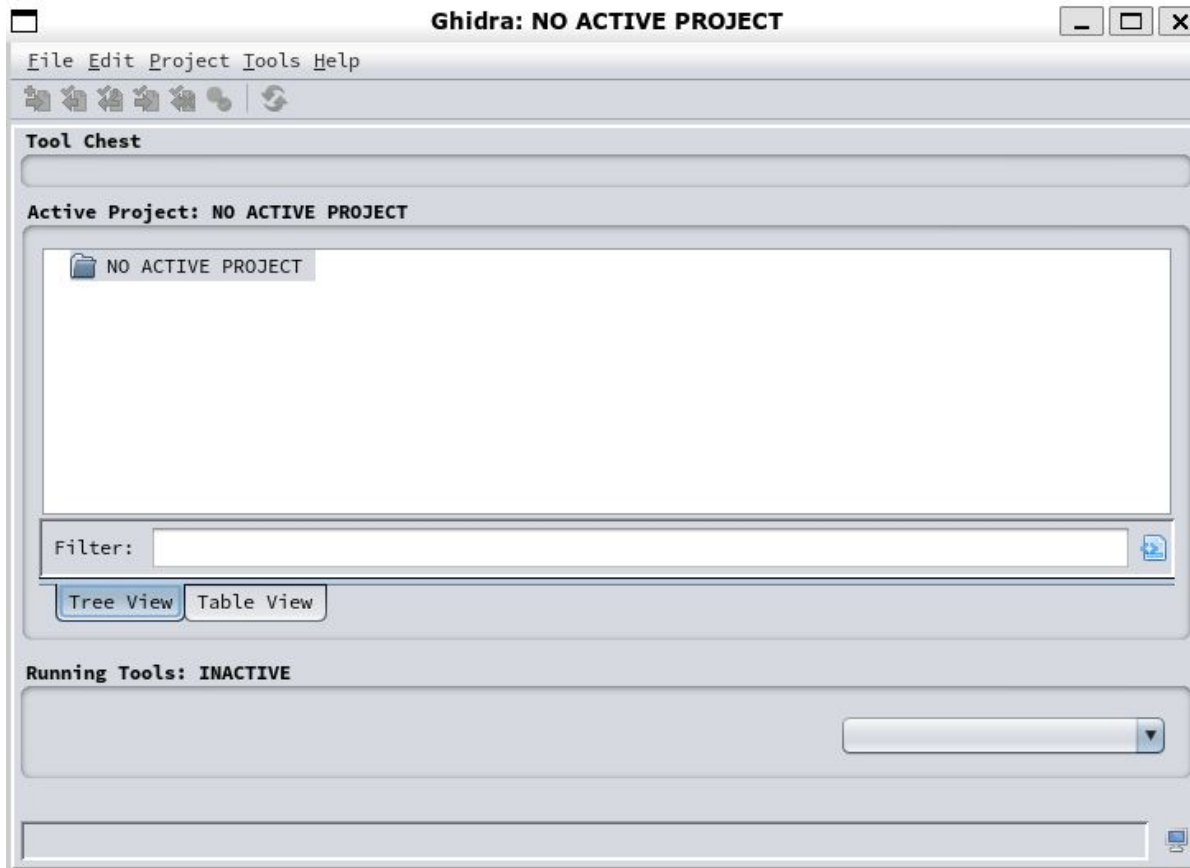 Ghidra: NO ACTIVE PROJECT
File Edit Project Tools Help
Tool Chest
Active Project: NO ACTIVE PROJECT
NO ACTIVE PROJECT
Filter:
Tree View Table View
Running Tools: INACTIVE